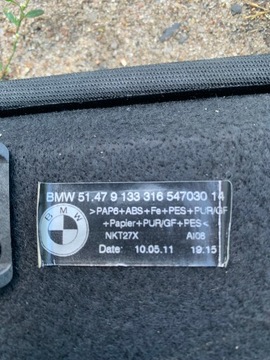 BMW 51.47 9 133 316 547030 14
>PAP6+ABS+Fe+PES+PUR/GF
+Papier+PUR/GF+PES<
BMW
NKT27X AI08
Date: 10.05.11 19.15